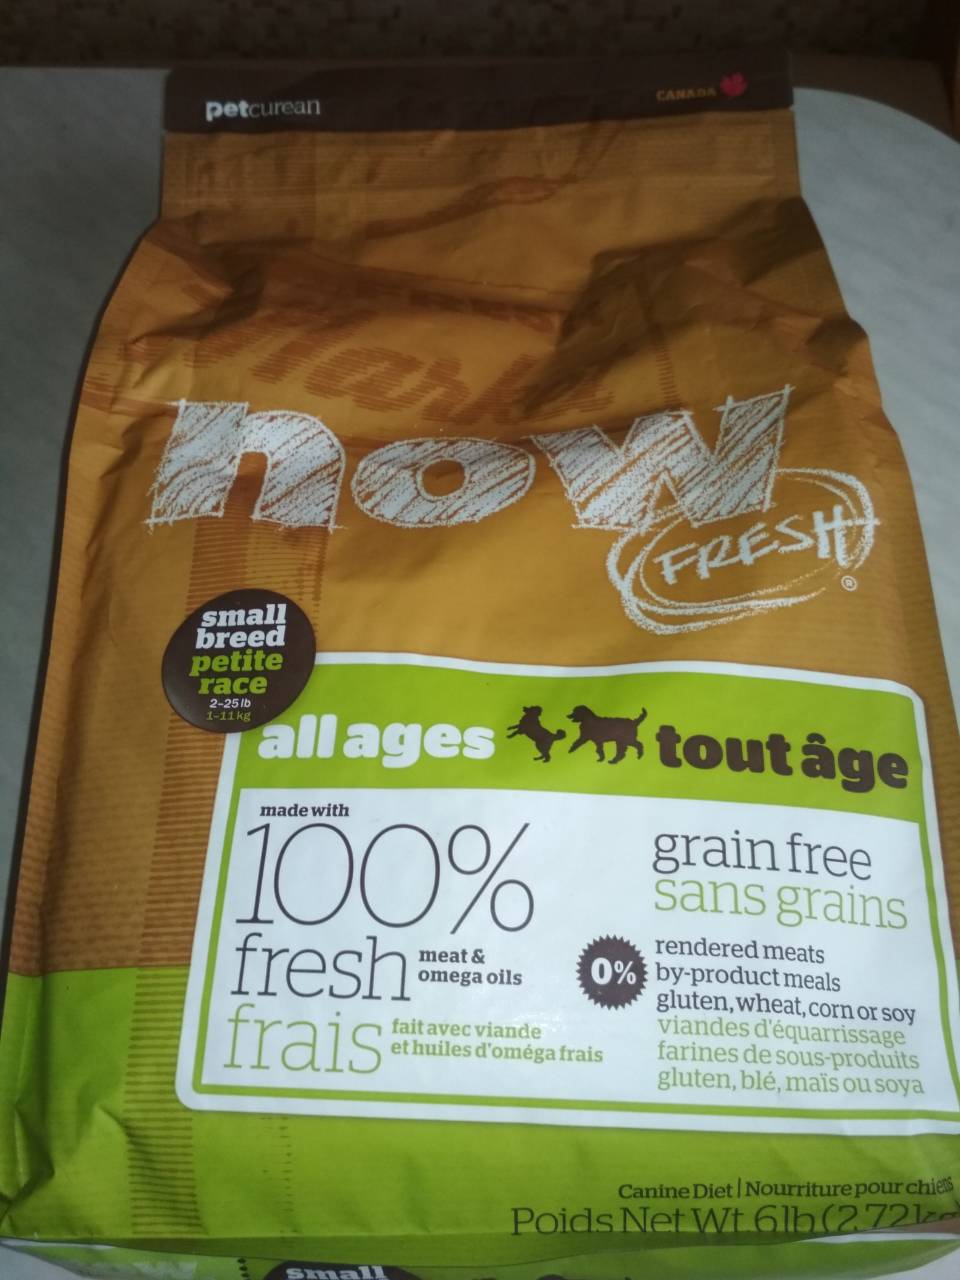 petcurean
CANADA
now
FRESH
®
small
breed
petite
race
2-25 lb
1-11 kg
all ages
tout âge
made with
100%
fresh
meat &
omega oils
frais
fait avec viande
et huiles d'oméga frais
grain free
sans grains
0%
rendered meats
by-product meals
gluten, wheat, corn or soy
viandes d'équarrissage
farines de sous-produits
gluten, blé, maïs ou soya
Canine Diet | Nourriture pour chiens
Poids Net Wt. 6lb (2.72kg
small